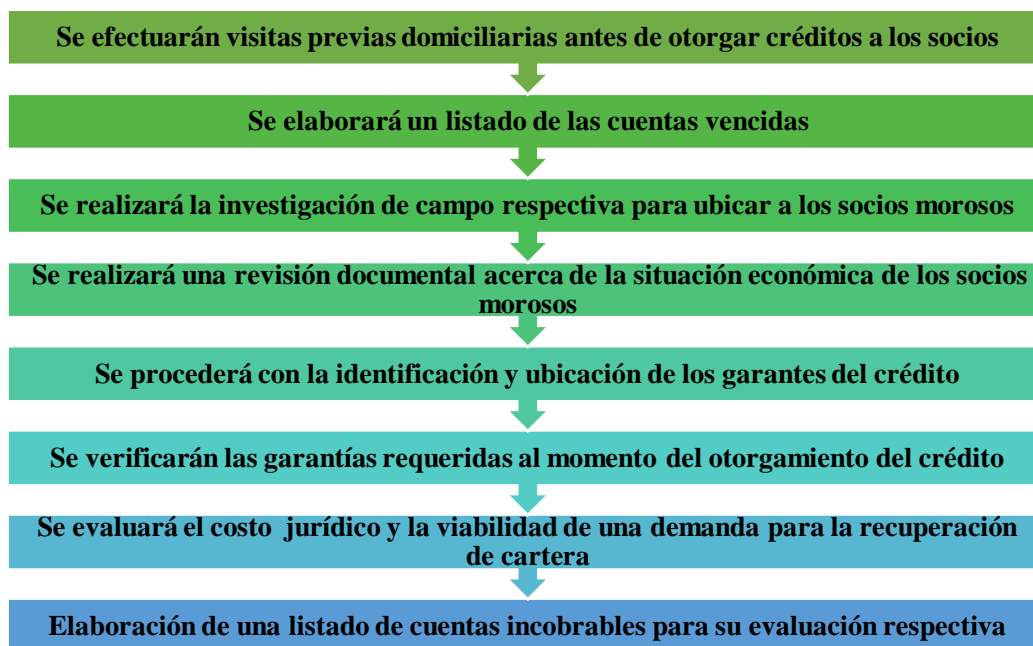 Se efectuarán visitas previas domiciliarias antes de otorgar créditos a los socios
Se elaborará un listado de las cuentas vencidas
Se realizará la investigación de campo respectiva para ubicar a los socios morosos
Se realizará una revisión documental acerca de la situación económica de los socios
morosos
Se procederá con la identificación y ubicación de los garantes del crédito
Se verificarán las garantías requeridas al momento del otorgamiento del crédito
Se evaluará el costo jurídico y la viabilidad de una demanda para la recuperación
de cartera
Elaboración de una listado de cuentas incobrables para su evaluación respectiva